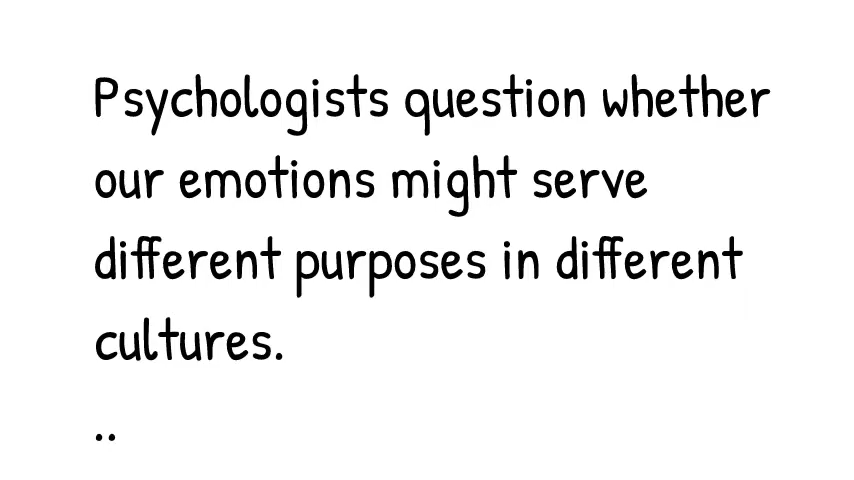 Psychologists question whether
our emotions might serve
different purposes in different
cultures.
..